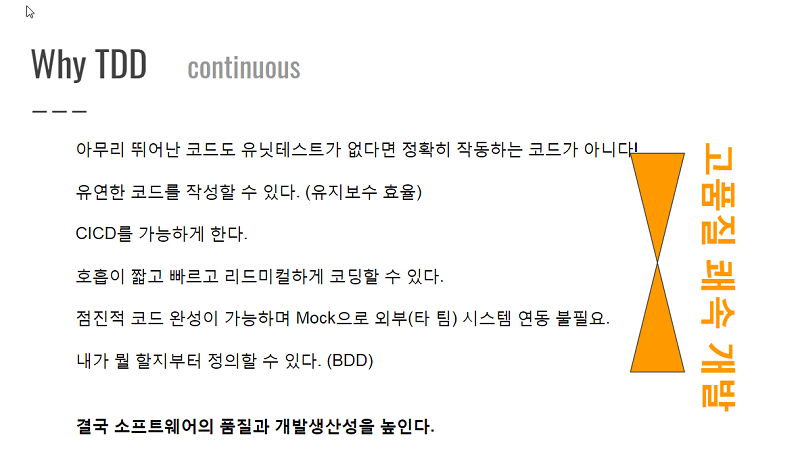 Why TDD continuous
아무리 뛰어난 코드도 유닛테스트가 없다면 정확히 작동하는 코드가 아니다!
유연한 코드를 작성할 수 있다. (유지보수 효율)
CICD를 가능하게 한다.
호흡이 짧고 빠르고 리드미컬하게 코딩할 수 있다.
점진적 코드 완성이 가능하며 Mock으로 외부(타 팀) 시스템 연동 불필요.
내가 뭘 할지부터 정의할 수 있다. (BDD)
결국 소프트웨어의 품질과 개발생산성을 높인다.
고품질 쾌속 개발